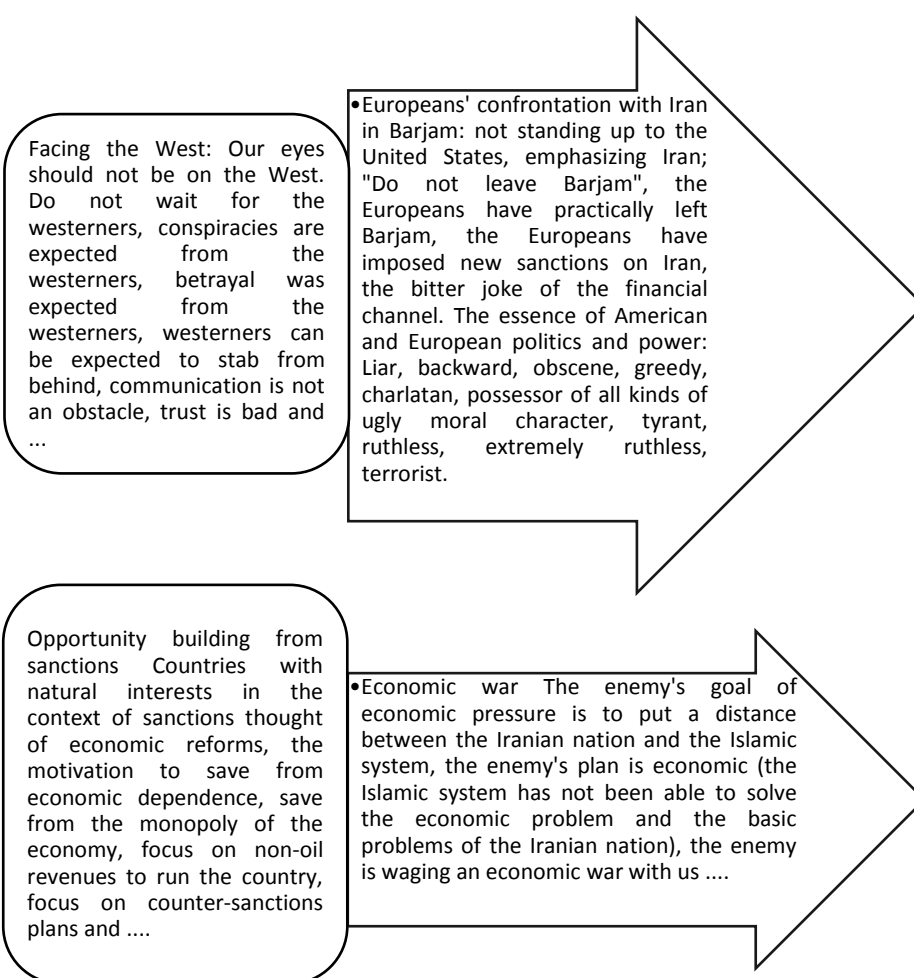 Facing the West: Our eyes
should not be on the West.
Do not wait for the
westerners, conspiracies are
expected from the
westerners, betrayal was
expected from the
westerners, westerners can
be expected to stab from
behind, communication is not
an obstacle, trust is bad and
...
•Europeans' confrontation with Iran
in Barjam: not standing up to the
United States, emphasizing Iran;
"Do not leave Barjam", the
Europeans have practically left
Barjam, the Europeans have
imposed new sanctions on Iran,
the bitter joke of the financial
channel. The essence of American
and European politics and power:
Liar, backward, obscene, greedy,
charlatan, possessor of all kinds of
ugly moral character, tyrant,
ruthless, extremely ruthless,
terrorist.
Opportunity building from
sanctions Countries with
natural interests in the
context of sanctions thought
of economic reforms, the
motivation to save from
economic dependence, save
from the monopoly of the
economy, focus on non-oil
revenues to run the country,
focus on counter-sanctions
plans and ....
•Economic war The enemy's goal of
economic pressure is to put a distance
between the Iranian nation and the Islamic
system, the enemy's plan is economic (the
Islamic system has not been able to solve
the economic problem and the basic
problems of the Iranian nation), the enemy
is waging an economic war with us ....